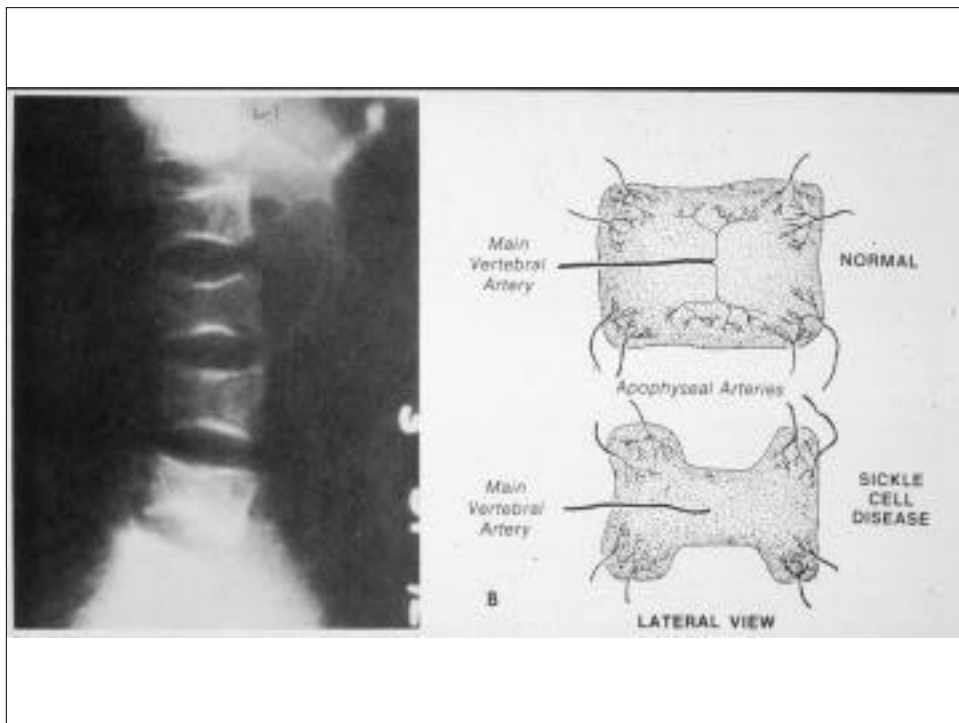 Main
Vertebral
Artery
NORMAL
Apophyseal Arteries
Main
Vertebral
Artery
SICKLE
CELL
DISEASE
B
LATERAL VIEW